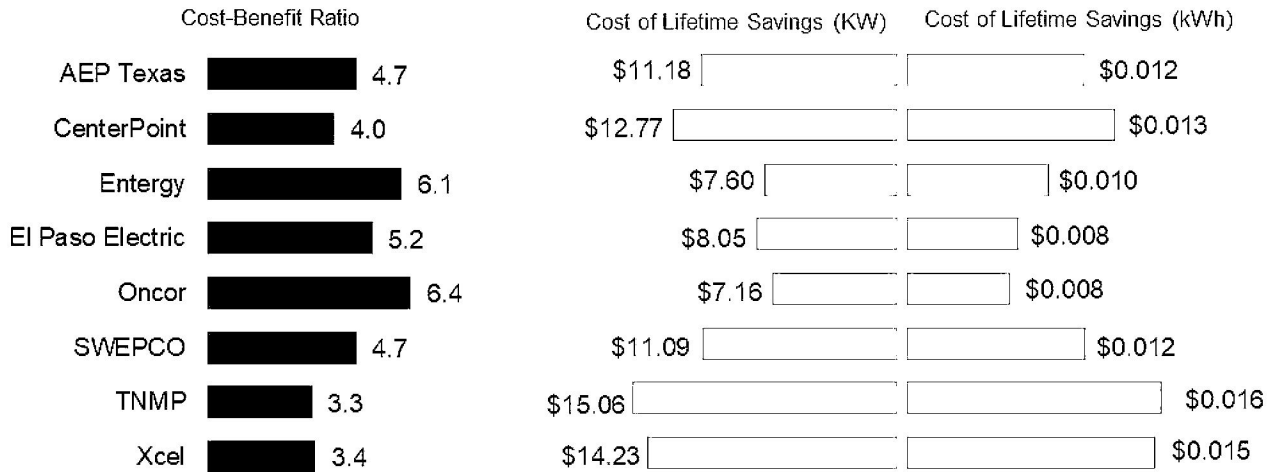 Cost-Benefit Ratio Cost of Lifetime Savings (KW) Cost of Lifetime Savings (kWh)
AEP Texas 4.7 $11.18 $0.012
CenterPoint 4.0 $12.77 $0.013
Entergy 6.1 $7.60 $0.010
El Paso Electric 5.2 $8.05 $0.008
Oncor 6.4 $7.16 $0.008
SWEPCO 4.7 $11.09 $0.012
TNMP 3.3 $15.06 $0.016
Xcel 3.4 $14.23 $0.015